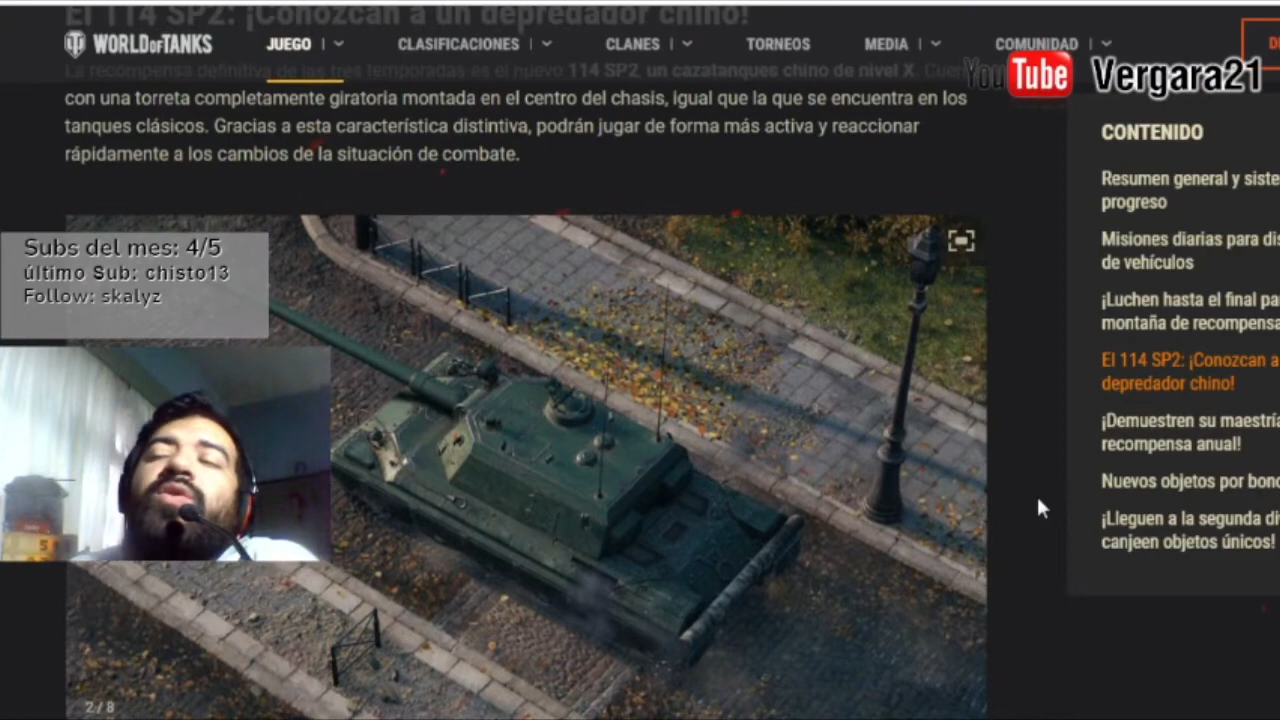 El 114 SP2: ¡Conozcan a un depredador chino!
WORLD OF TANKS
JUEGO
CLASIFICACIONES
CLANES
TORNEOS
MEDIA
COMUNIDAD
La recompensa definitiva de las tres temporadas es el nuevo 114 SP2, un cazatanques chino de nivel X.
con una torreta completamente giratoria montada en el centro del chasis, igual que la que se encuentra en los
tanques clásicos. Gracias a esta característica distintiva, podrán jugar de forma más activa y reaccionar
rápidamente a los cambios de la situación de combate.
YouTube Vergara21
CONTENIDO
Resumen general y siste
progreso
Misiones diarias para dis
de vehículos
¡Luchen hasta el final pa
montaña de recompensa
El 114 SP2: ¡Conozcan a
depredador chino!
¡Demuestren su maestría
recompensa anual!
Nuevos objetos por bono
¡Lleguen a la segunda di
canjeen objetos únicos!
Subs del mes: 4/5
último Sub: chisto13
Follow: skalyz
2 / 8